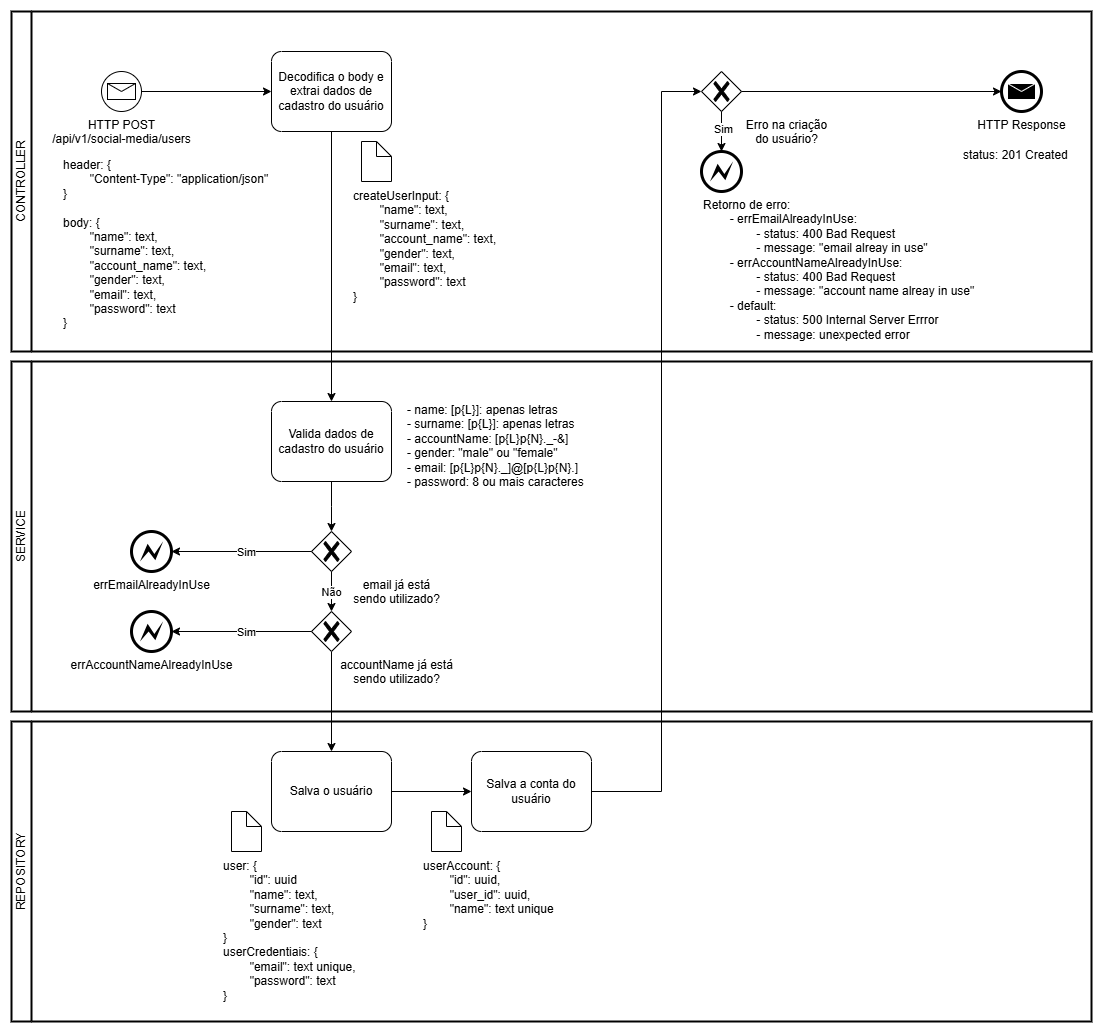 CONTROLLER
HTTP POST
/api/v1/social-media/users
header: {
"Content-Type": "application/json"
}
body: {
"name": text,
"surname": text,
"account_name": text,
"gender": text,
"email": text,
"password": text
}
Decodifica o body e
extrai dados de
cadastro do usuário
createUserInput: {
"name": text,
"surname": text,
"account_name": text,
"gender": text,
"email": text,
"password": text
}
Sim
Erro na criação
do usuário?
Retorno de erro:
- errEmailAlreadyInUse:
- status: 400 Bad Request
- message: "email alreay in use"
- errAccountNameAlreadyInUse:
- status: 400 Bad Request
- message: "account name alreay in use"
- default:
- status: 500 Internal Server Errror
- message: unexpected error
HTTP Response
status: 201 Created
SERVICE
Valida dados de
cadastro do usuário
- name: [p{L}]: apenas letras
- surname: [p{L}]: apenas letras
- accountName: [p{L}p{N}._-&]
- gender: "male" ou "female"
- email: [p{L}p{N}._]@[p{L}p{N}.]
- password: 8 ou mais caracteres
Sim
errEmailAlreadyInUse
Não
email já está
sendo utilizado?
Sim
errAccountNameAlreadyInUse
accountName já está
sendo utilizado?
REPOSITORY
Salva o usuário
user: {
"id": uuid
"name": text,
"surname": text,
"gender": text
}
userCredentiais: {
"email": text unique,
"password": text
}
Salva a conta do
usuário
userAccount: {
"id": uuid,
"user_id": uuid,
"name": text unique
}